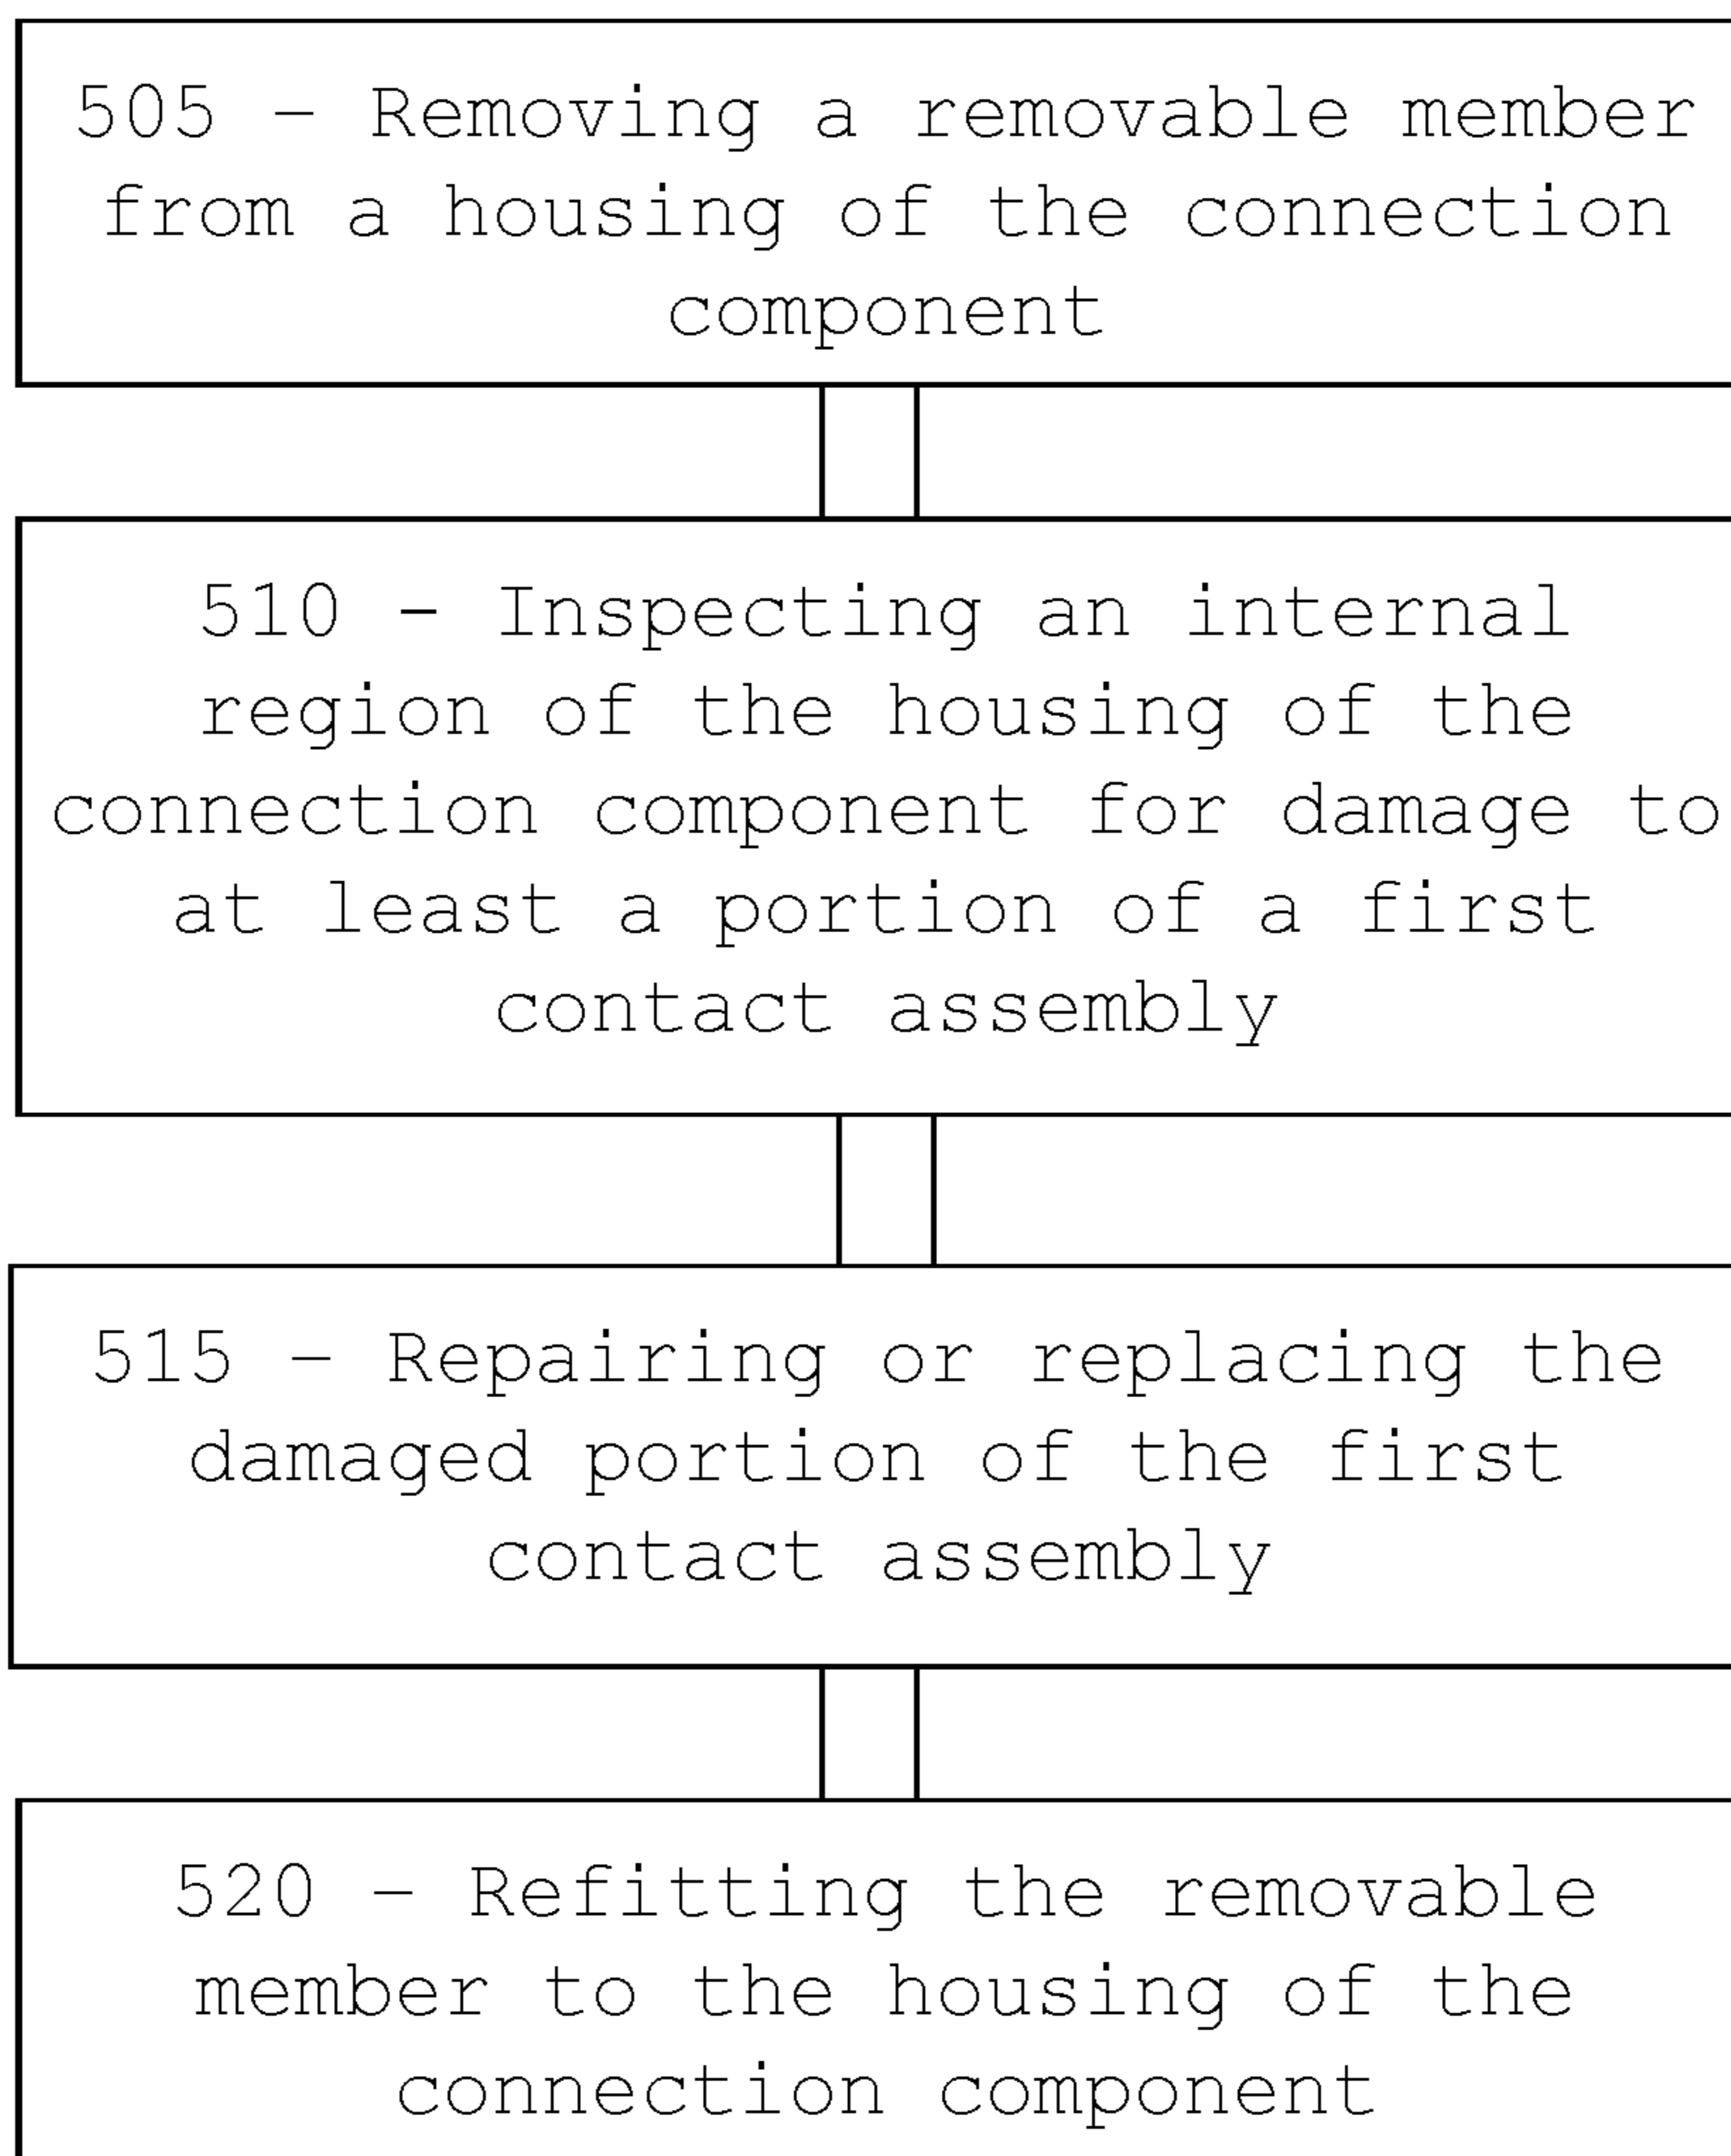 505 – Removing a removable member
from a housing of the connection
component
510 – Inspecting an internal
region of the housing of the
connection component for damage to
at least a portion of a first
contact assembly
515 – Repairing or replacing the
damaged portion of the first
contact assembly
520 – Refitting the removable
member to the housing of the
connection component